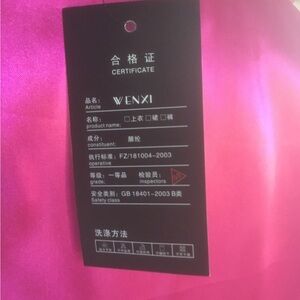 合格证
CERTIFICATE
品名: WENXI
Article
名称: □上衣 □裙 □裤
product name:
成分: 腈纶
constituent:
执行标准: FZ/181004-2003
operative
等级: 一等品 检验员:
grade: inspectors
安全类别: GB 18401-2003 B类
Safety class
洗涤方法